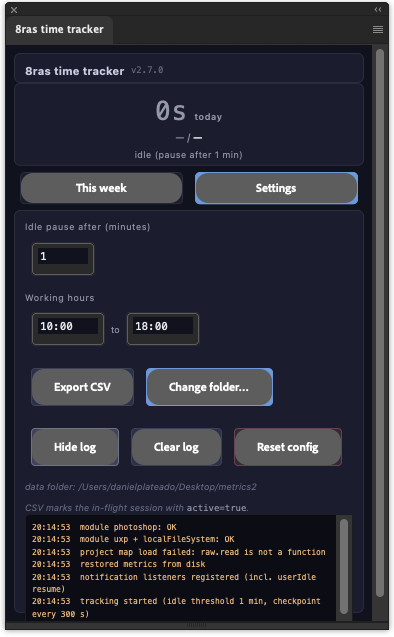 8ras time tracker
8ras time tracker v2.7.0
0s today
— / —
idle (pause after 1 min)
This week Settings
Idle pause after (minutes)
1
Working hours
10:00 to 18:00
Export CSV Change folder...
Hide log Clear log Reset config
data folder: /Users/danielplateado/Desktop/metrics2
CSV marks the in-flight session with active=true.
20:14:53 module photoshop: OK
20:14:53 module uxp + localFileSystem: OK
20:14:53 project map load failed: raw.read is not a function
20:14:53 restored metrics from disk
20:14:53 notification listeners registered (incl. userIdle
resume)
20:14:53 tracking started (idle threshold 1 min, checkpoint
every 300 s)